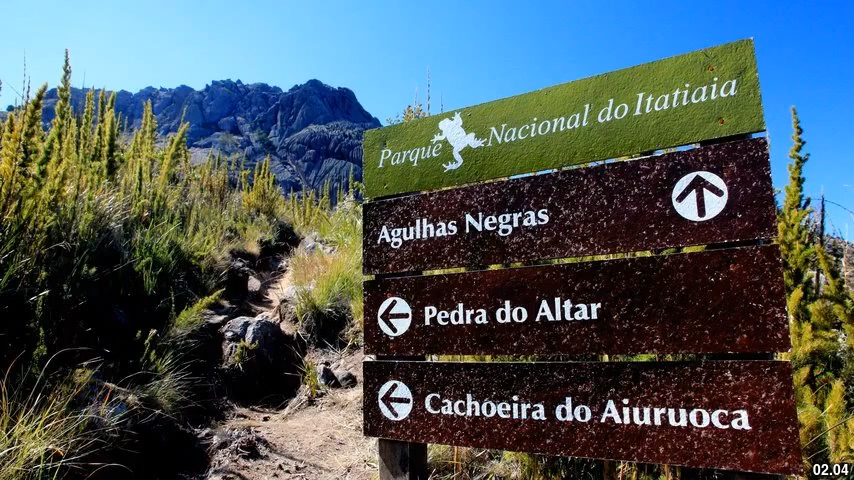 Parque Nacional do Itatiaia
Agulhas Negras
Pedra do Altar
Cachoeira do Aiuruoca
02.04